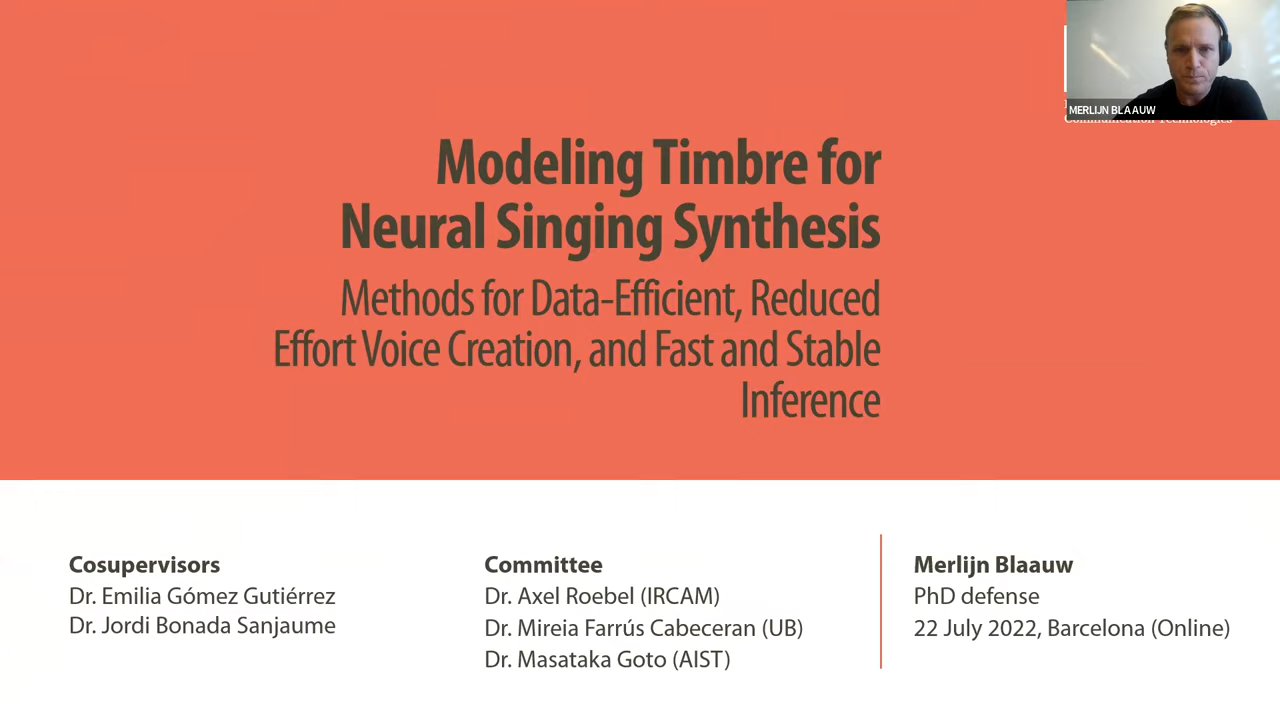 MERLIJN BLAAUW
Communication Technologies
Modeling Timbre for
Neural Singing Synthesis
Methods for Data-Efficient, Reduced
Effort Voice Creation, and Fast and Stable
Inference
Cosupervisors
Dr. Emilia Gómez Gutiérrez
Dr. Jordi Bonada Sanjaume
Committee
Dr. Axel Roebel (IRCAM)
Dr. Mireia Farrús Cabeceran (UB)
Dr. Masataka Goto (AIST)
Merlijn Blaauw
PhD defense
22 July 2022, Barcelona (Online)